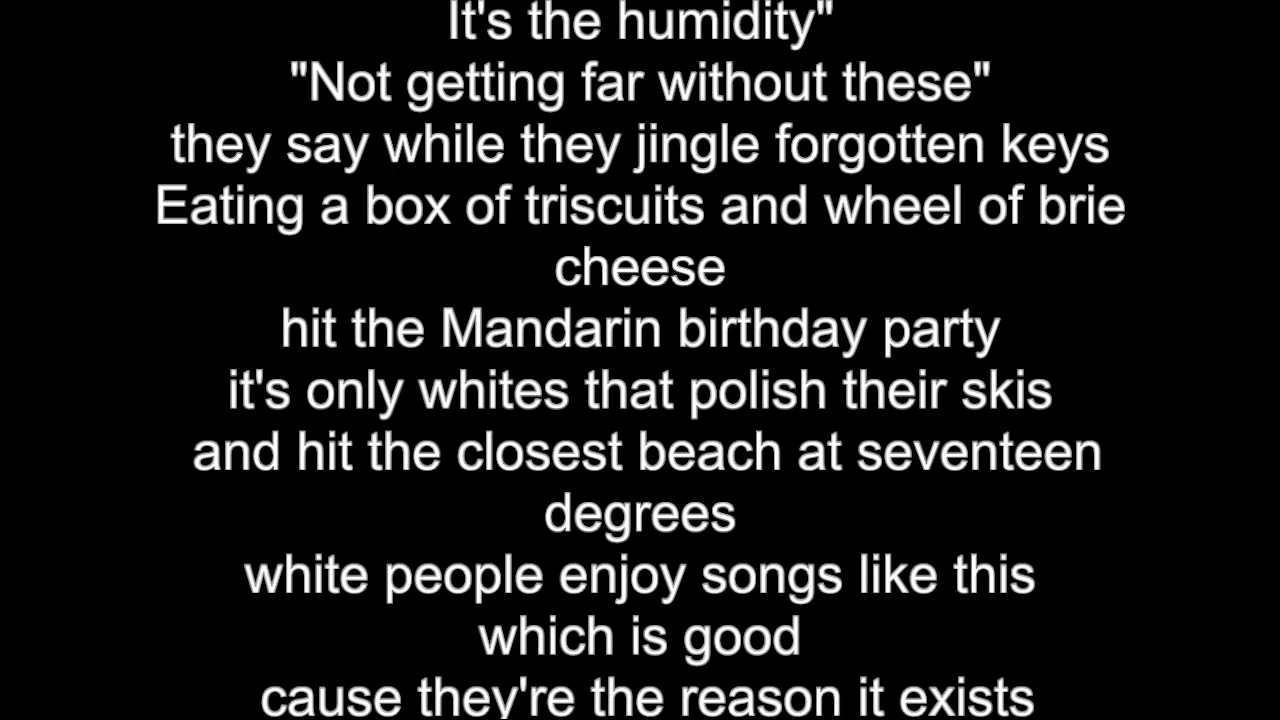 It's the humidity"
"Not getting far without these"
they say while they jingle forgotten keys
Eating a box of triscuits and wheel of brie
cheese
hit the Mandarin birthday party
it's only whites that polish their skis
and hit the closest beach at seventeen
degrees
white people enjoy songs like this
which is good
cause they're the reason it exists